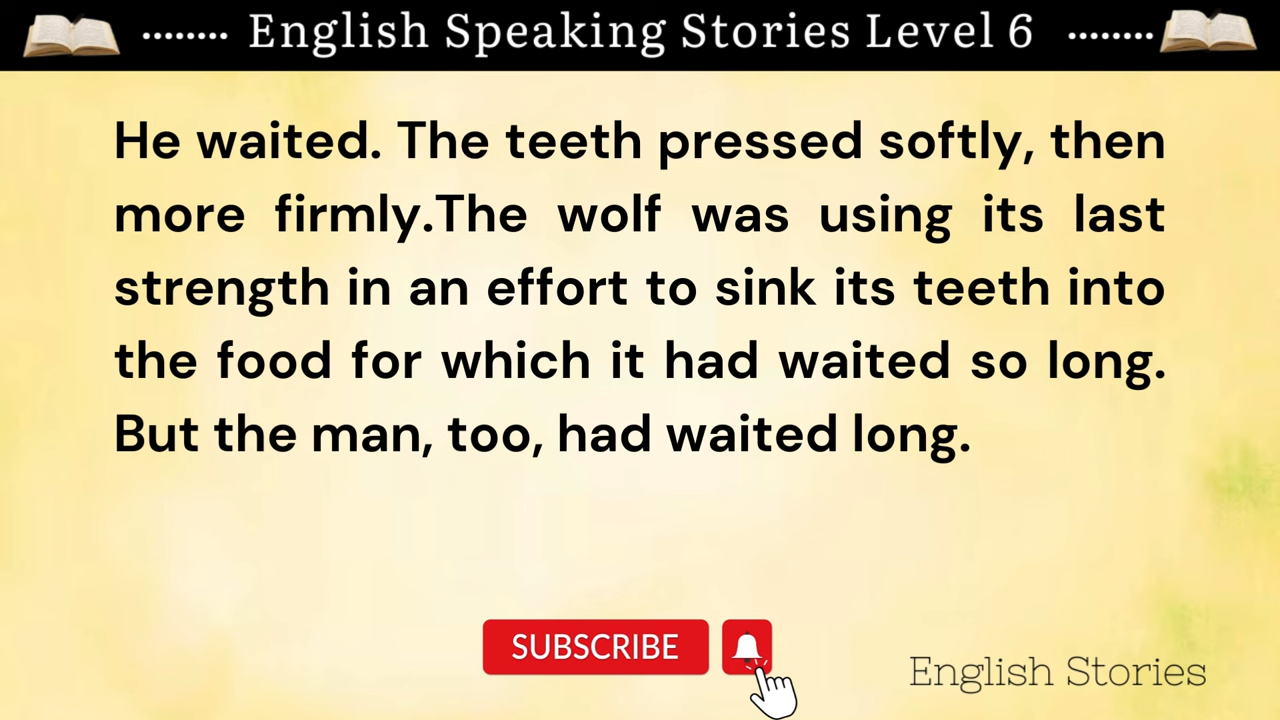 ........ English Speaking Stories Level 6 ........
He waited. The teeth pressed softly, then
more firmly.The wolf was using its last
strength in an effort to sink its teeth into
the food for which it had waited so long.
But the man, too, had waited long.
SUBSCRIBE
English Stories